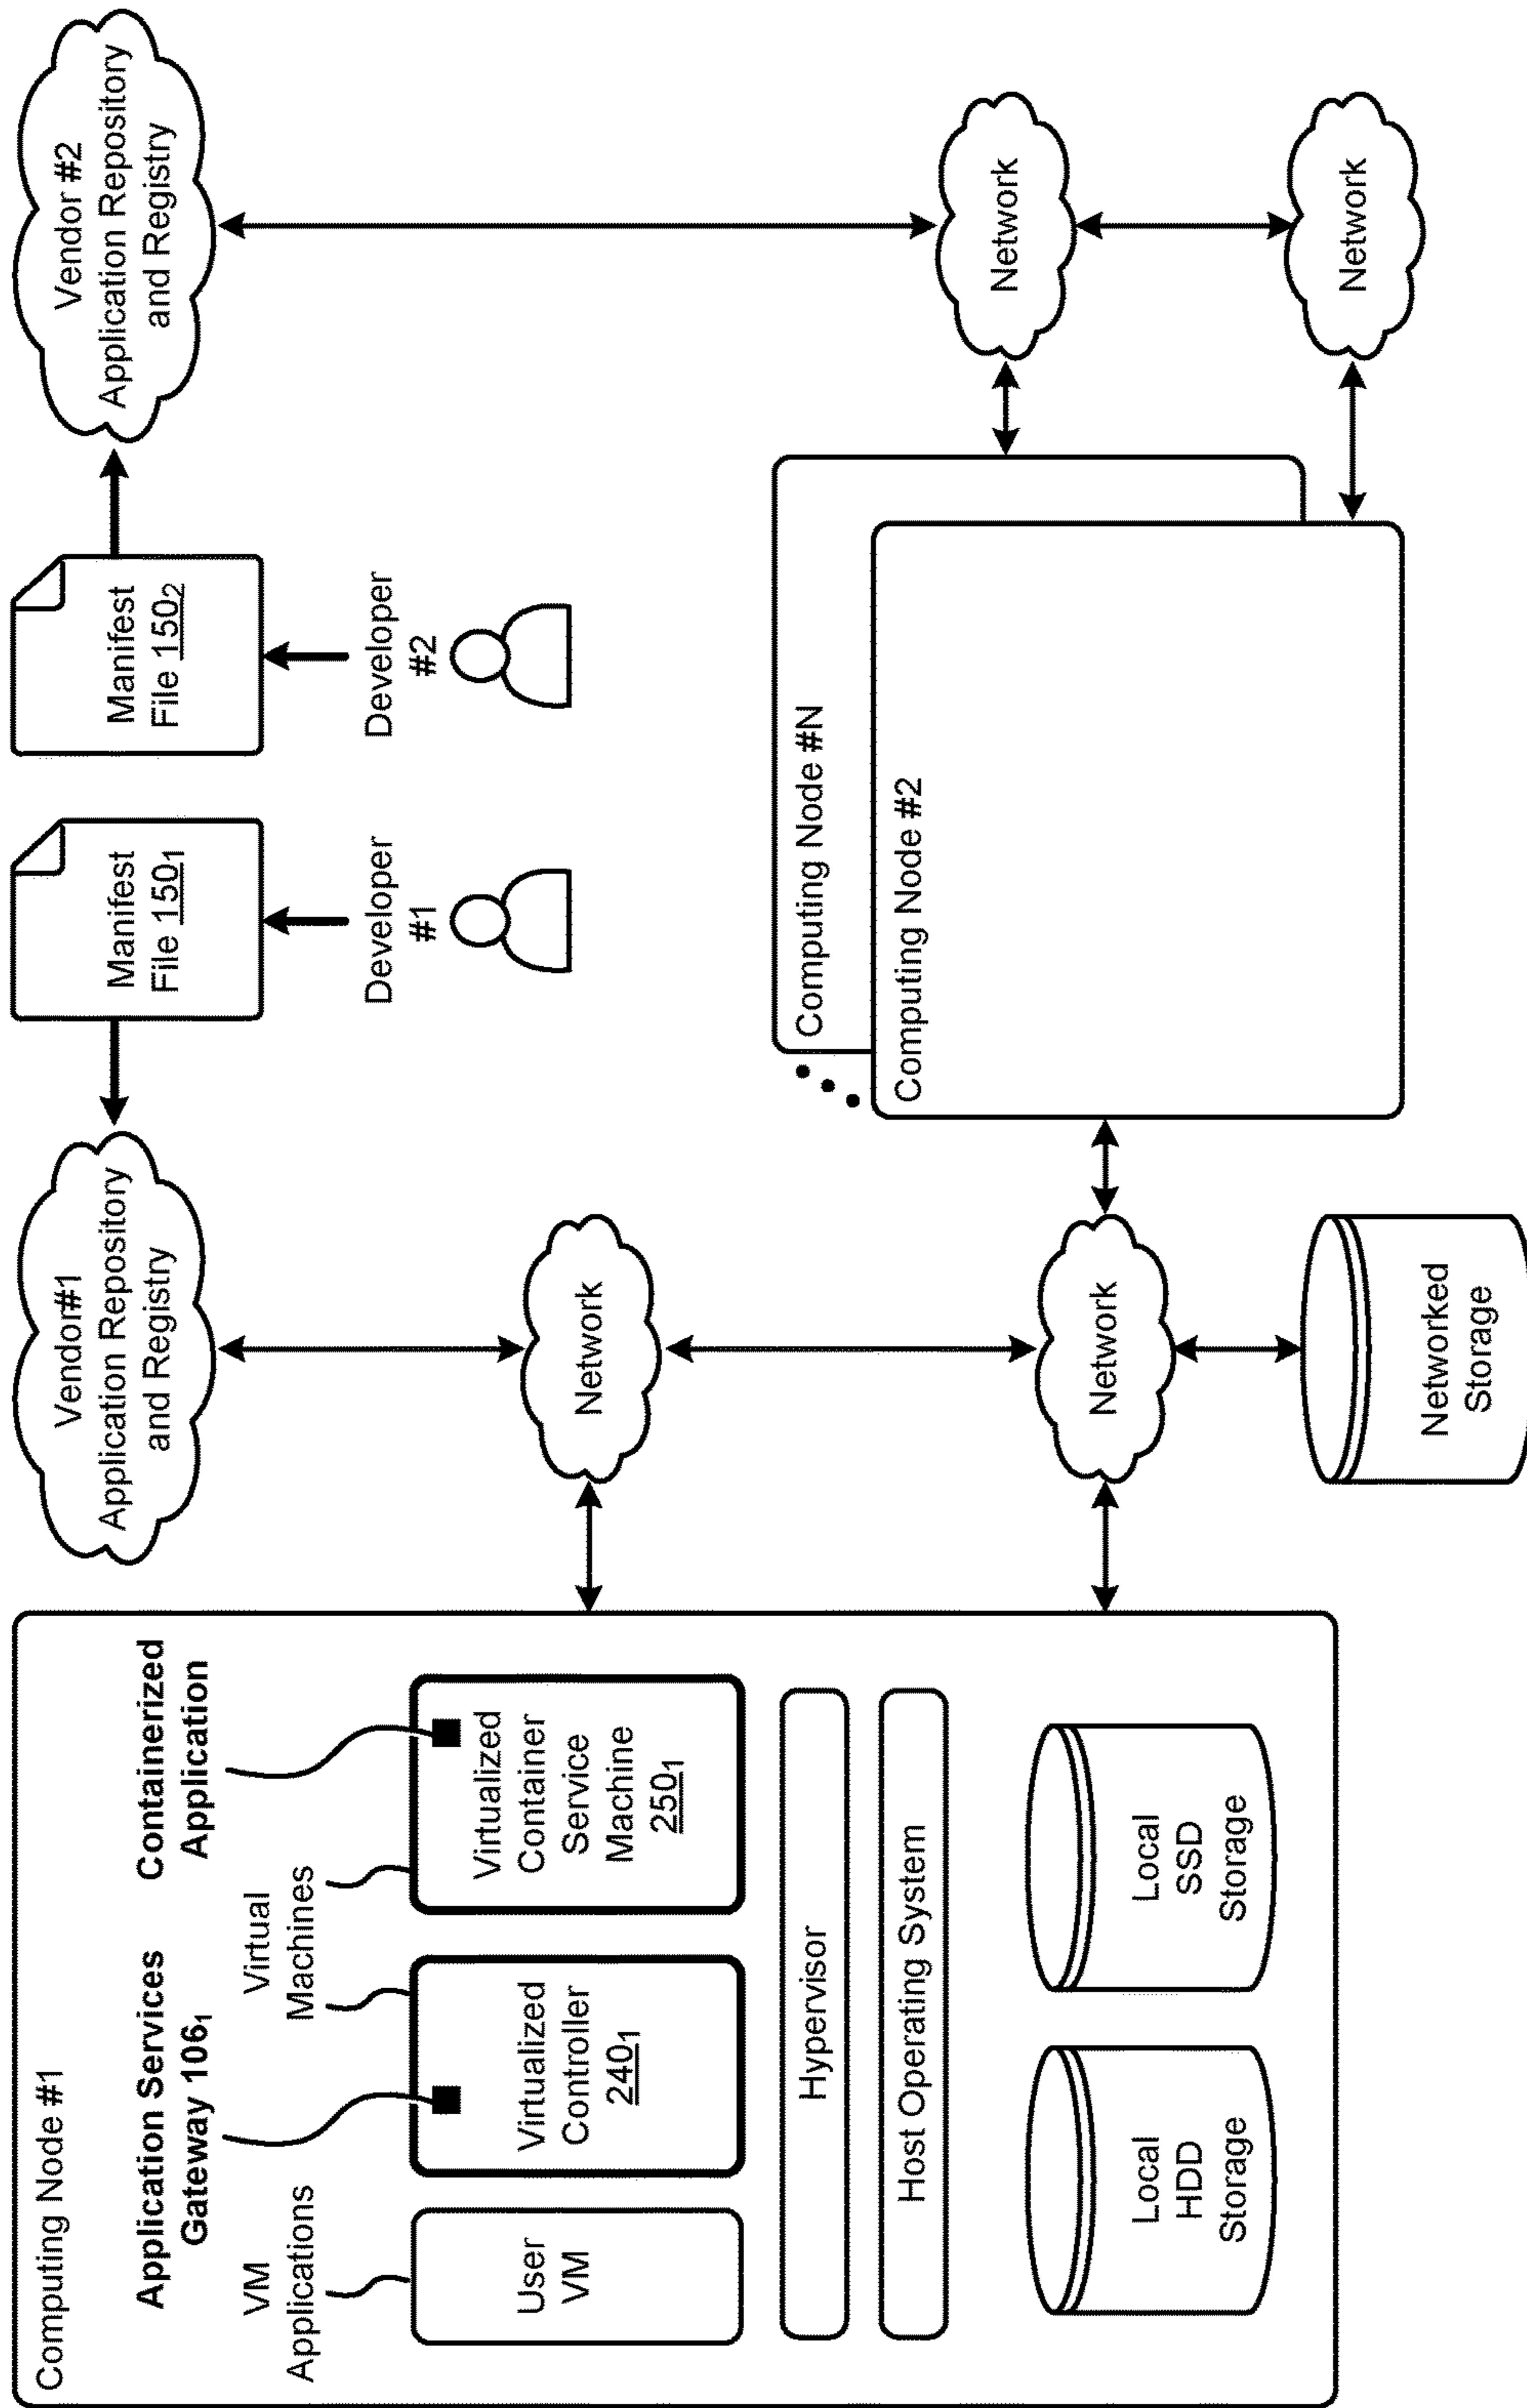 Computing Node #1
Application Services
Gateway 106₁
Containerized
Application
VM
Applications
Virtual
Machines
User
VM
Virtualized
Controller
240₁
Virtualized
Container
Service
Machine
250₁
Hypervisor
Host Operating System
Local
HDD
Storage
Local
SSD
Storage
Vendor#1
Application Repository
and Registry
Network
Network
Networked
Storage
Manifest
File 150₁
Developer
#1
Manifest
File 150₂
Developer
#2
Computing Node #N
Computing Node #2
Vendor #2
Application Repository
and Registry
Network
Network